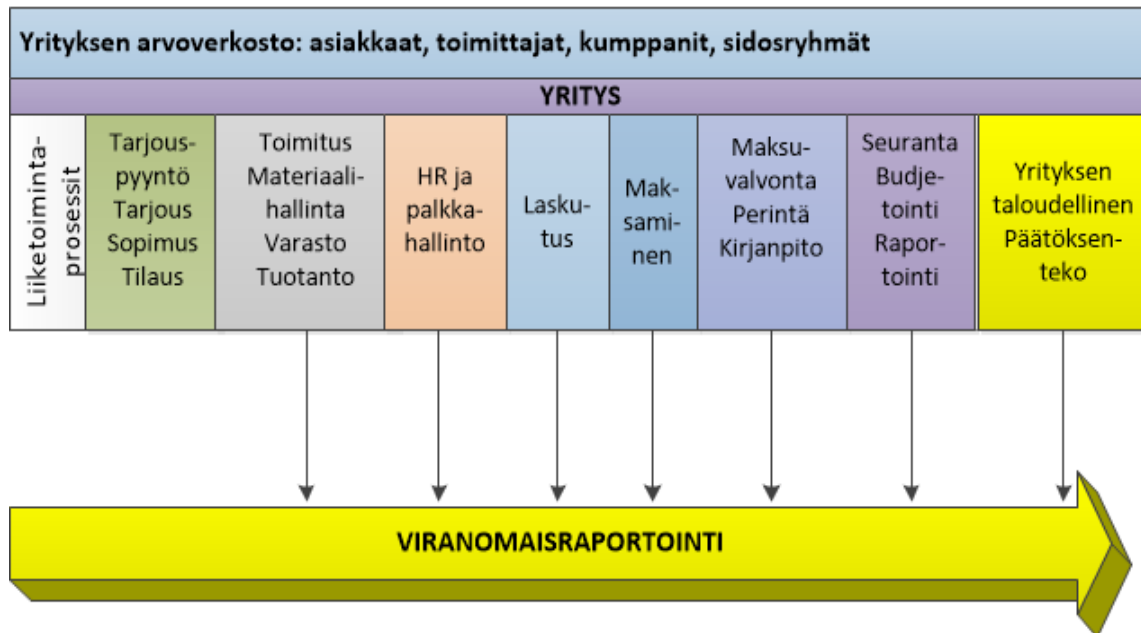 Yrityksen arvoverkosto: asiakkaat, toimittajat, kumppanit, sidosryhmät
YRITYS
Liiketoiminta-
prosessit
Tarjous-
pyyntö
Tarjous
Sopimus
Tilaus
Toimitus
Materiaali-
hallinta
Varasto
Tuotanto
HR ja
palkka-
hallinto
Lasku-
tus
Mak-
sami-
nen
Maksu-
valvonta
Perintä
Kirjanpito
Seuranta
Budje-
tointi
Rapor-
tointi
Yrityksen
taloudellinen
Päätöksen-
teko
VIRANOMAISRAPORTOINTI